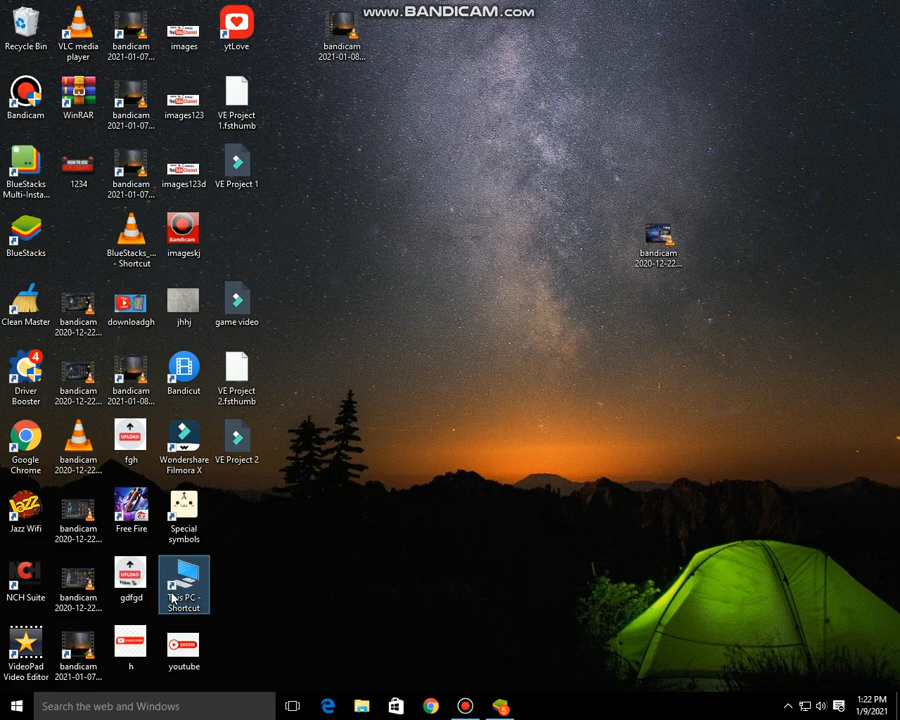 www.BANDICAM.com
Recycle Bin
VLC media
player
bandicam
2021-01-07...
images
ytLove
bandicam
2021-01-08...
Bandicam
WinRAR
bandicam
2021-01-07...
images123
VE Project
1.fsthumb
BlueStacks
Multi-Insta...
1234
bandicam
2021-01-07...
images123d
VE Project 1
BlueStacks
BlueStacks_...
- Shortcut
Bandicam
imageskj
bandicam
2020-12-22...
Clean Master
bandicam
2020-12-22...
downloadgh
jhhj
game video
4
Driver
Booster
bandicam
2020-12-22...
bandicam
2021-01-08...
Bandicut
VE Project
2.fsthumb
Google
Chrome
bandicam
2020-12-22...
UPLOAD
fgh
Wondershare
Filmora X
VE Project 2
Jazz
Jazz Wifi
bandicam
2020-12-22...
Free Fire
Special
symbols
NCH Suite
bandicam
2020-12-22...
UPLOAD
gdfgd
This PC -
Shortcut
VideoPad
Video Editor
bandicam
2021-01-07...
h
youtube
Search the web and Windows
5
1:22 PM
1/9/2021